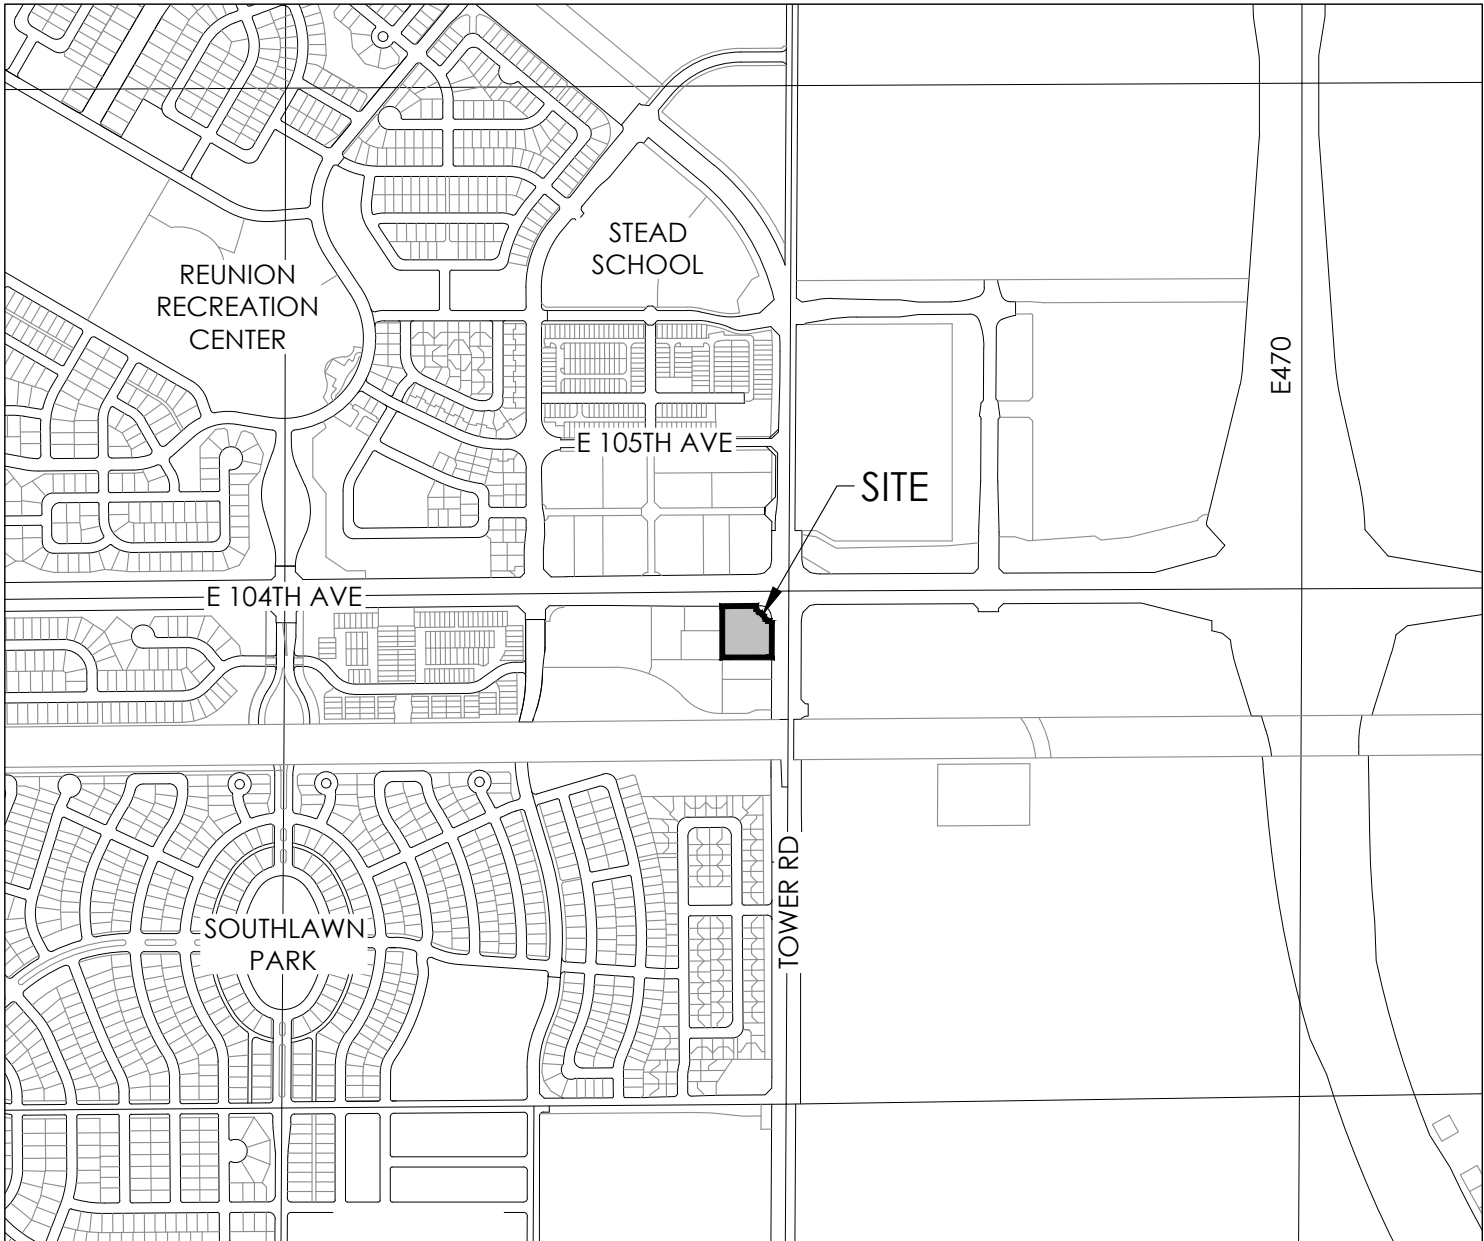 STEAD
SCHOOL
REUNION
RECREATION
CENTER
E470
E 105TH AVE
SITE
E 104TH AVE
TOWER RD
SOUTHLAWN
PARK